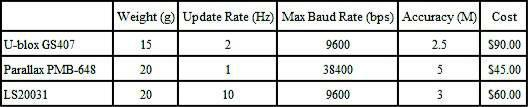 Weight (g) Update Rate (Hz) Max Baud Rate (bps) Accuracy (M) Cost
U-blox GS407 15 2 9600 2.5 $90.00
Parallax PMB-648 20 1 38400 5 $45.00
LS20031 20 10 9600 3 $60.00